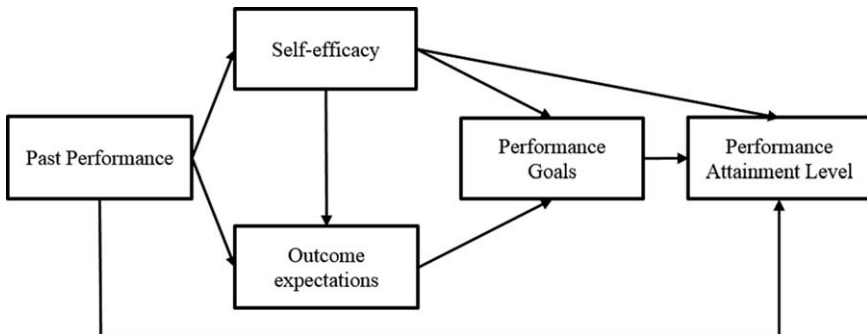 Self-efficacy
Past Performance
Performance
Goals
Performance
Attainment Level
Outcome
expectations